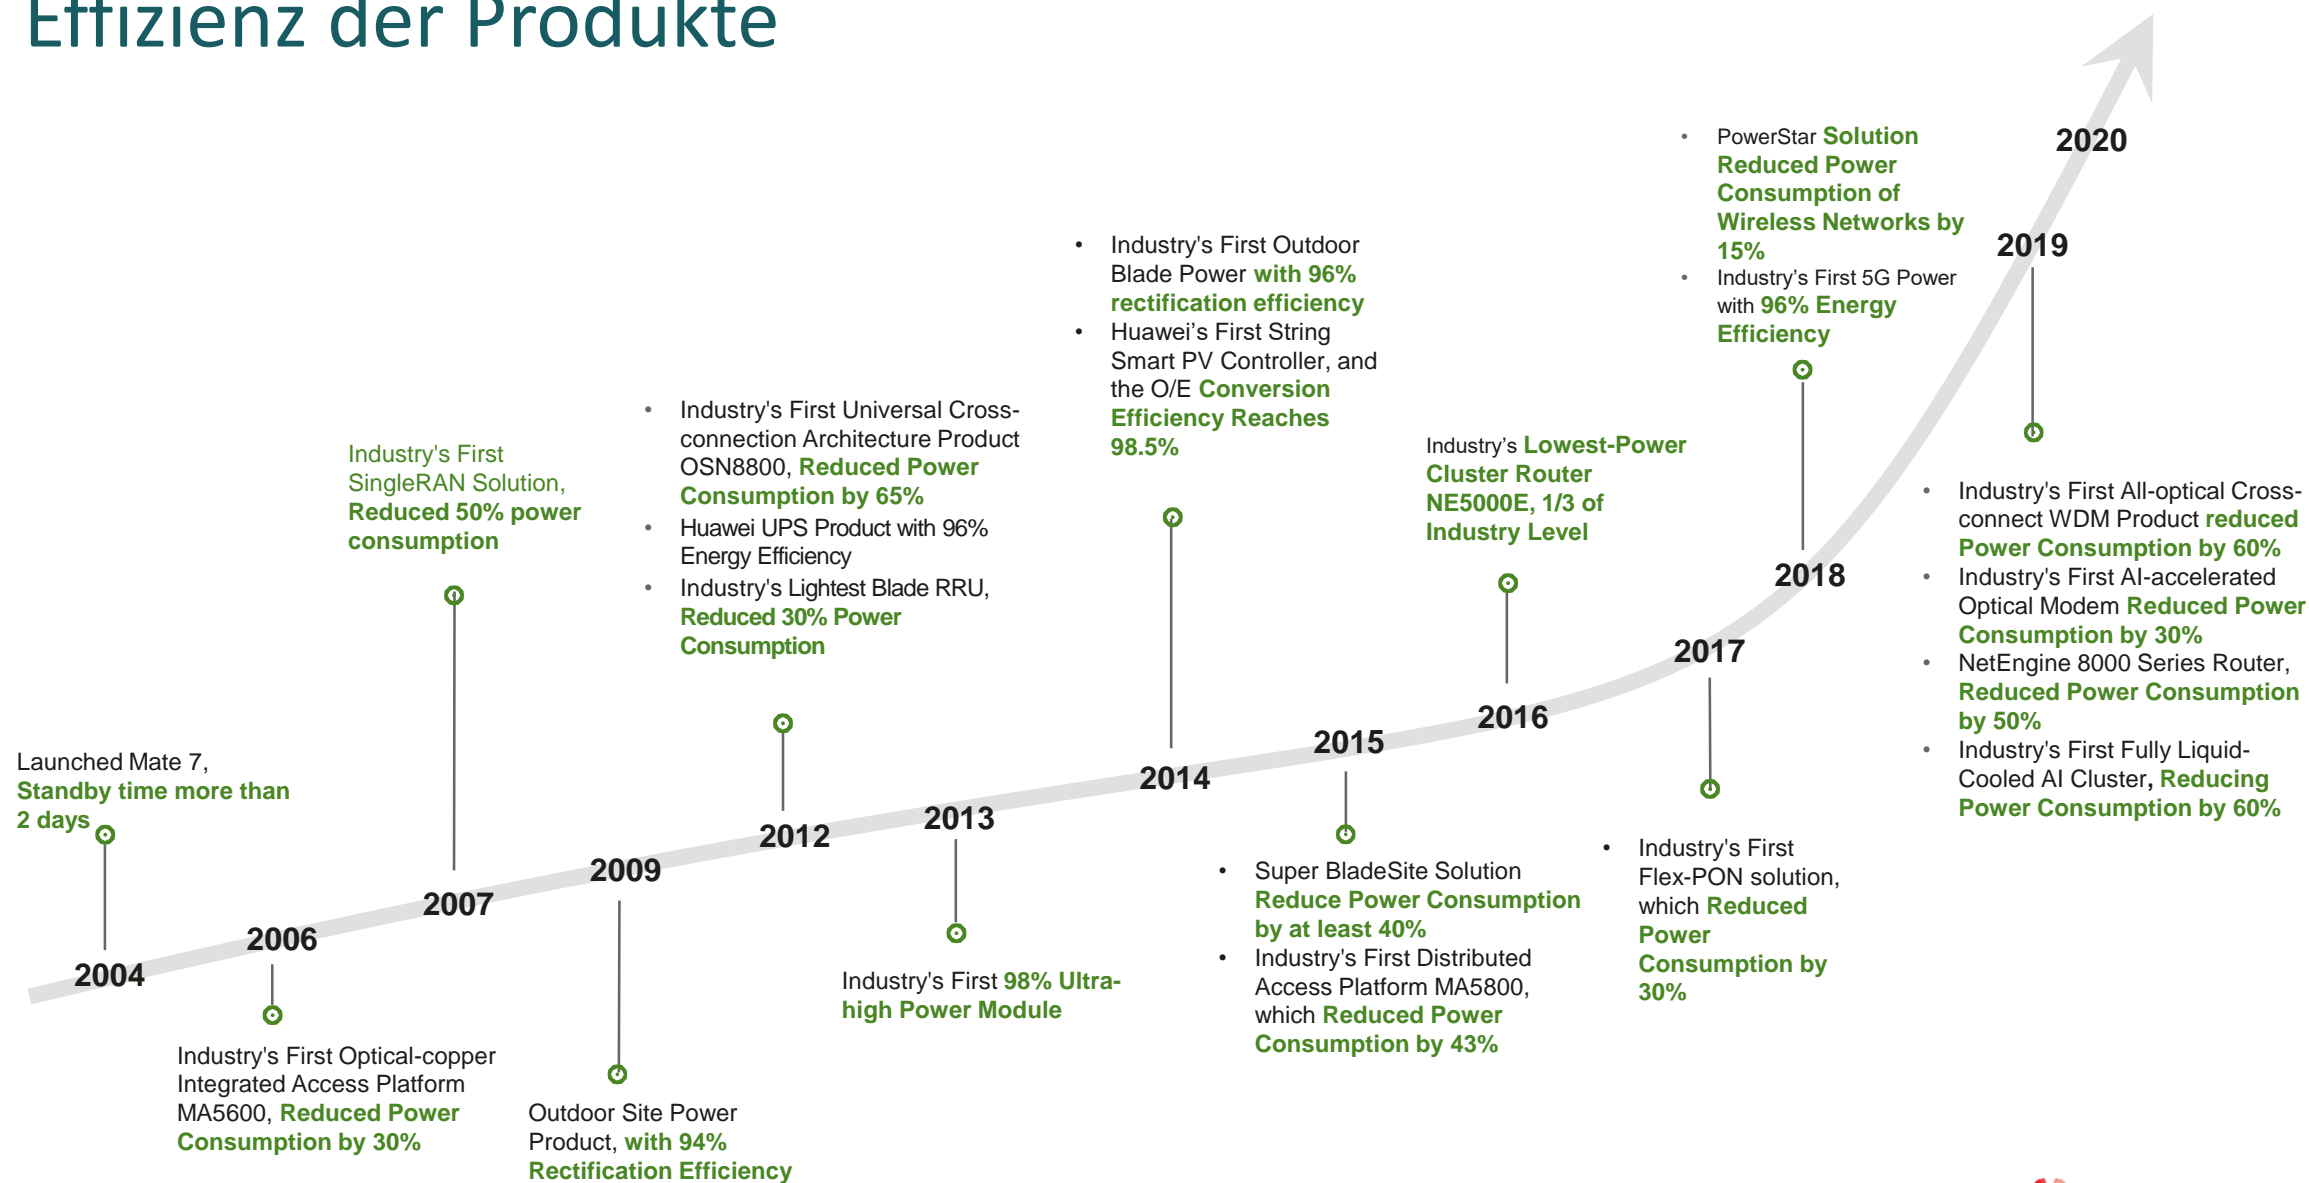 Effizienz der Produkte
Launched Mate 7,
Standby time more than
2 days
2004
2006
Industry's First Optical-copper
Integrated Access Platform
MA5600, Reduced Power
Consumption by 30%
Industry's First
SingleRAN Solution,
Reduced 50% power
consumption
2007
2009
Outdoor Site Power
Product, with 94%
Rectification Efficiency
• Industry's First Universal Cross-
connection Architecture Product
OSN8800, Reduced Power
Consumption by 65%
• Huawei UPS Product with 96%
Energy Efficiency
• Industry's Lightest Blade RRU,
Reduced 30% Power
Consumption
2012
2013
Industry's First 98% Ultra-
high Power Module
• Industry's First Outdoor
Blade Power with 96%
rectification efficiency
• Huawei’s First String
Smart PV Controller, and
the O/E Conversion
Efficiency Reaches
98.5%
2014
2015
• Super BladeSite Solution
Reduce Power Consumption
by at least 40%
• Industry's First Distributed
Access Platform MA5800,
which Reduced Power
Consumption by 43%
Industry’s Lowest-Power
Cluster Router
NE5000E, 1/3 of
Industry Level
2016
2017
• Industry's First
Flex-PON solution,
which Reduced
Power
Consumption by
30%
• PowerStar Solution
Reduced Power
Consumption of
Wireless Networks by
15%
• Industry’s First 5G Power
with 96% Energy
Efficiency
2018
2019
• Industry's First All-optical Cross-
connect WDM Product reduced
Power Consumption by 60%
• Industry's First AI-accelerated
Optical Modem Reduced Power
Consumption by 30%
• NetEngine 8000 Series Router,
Reduced Power Consumption
by 50%
• Industry's First Fully Liquid-
Cooled AI Cluster, Reducing
Power Consumption by 60%
2020